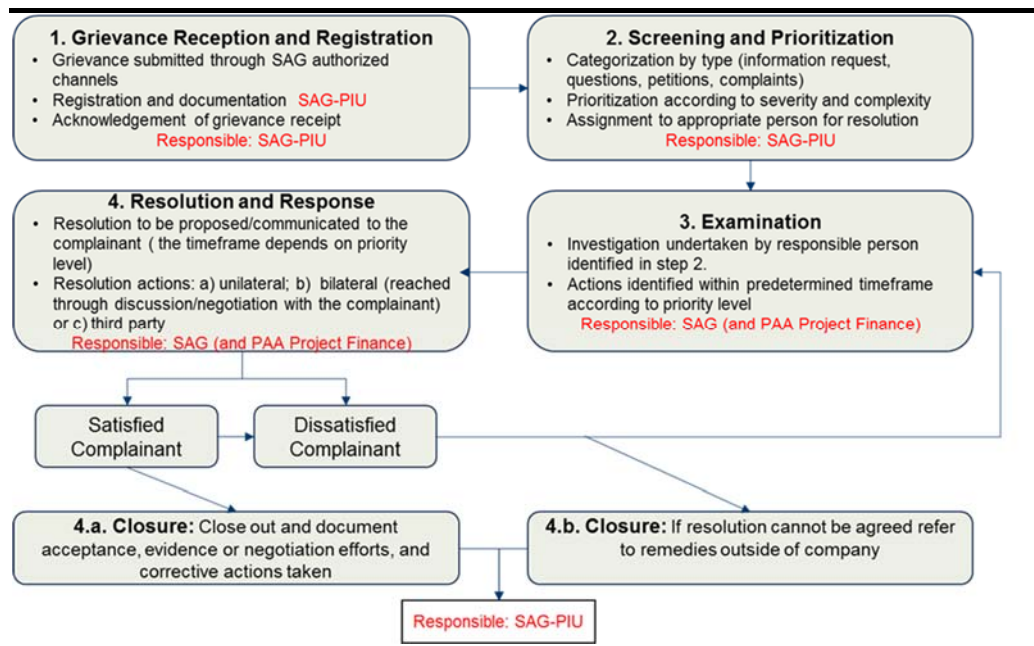 1. Grievance Reception and Registration
• Grievance submitted through SAG authorized
channels
• Registration and documentation SAG-PIU
• Acknowledgement of grievance receipt
Responsible: SAG-PIU
2. Screening and Prioritization
• Categorization by type (information request,
questions, petitions, complaints)
• Prioritization according to severity and complexity
• Assignment to appropriate person for resolution
Responsible: SAG-PIU
3. Examination
• Investigation undertaken by responsible person
identified in step 2.
• Actions identified within predetermined timeframe
according to priority level
Responsible: SAG (and PAA Project Finance)
4. Resolution and Response
• Resolution to be proposed/communicated to the
complainant ( the timeframe depends on priority
level)
• Resolution actions: a) unilateral; b) bilateral (reached
through discussion/negotiation with the complainant)
or c) third party
Responsible: SAG (and PAA Project Finance)
Satisfied
Complainant
Dissatisfied
Complainant
4.a. Closure: Close out and document
acceptance, evidence or negotiation efforts, and
corrective actions taken
4.b. Closure: If resolution cannot be agreed refer
to remedies outside of company
Responsible: SAG-PIU